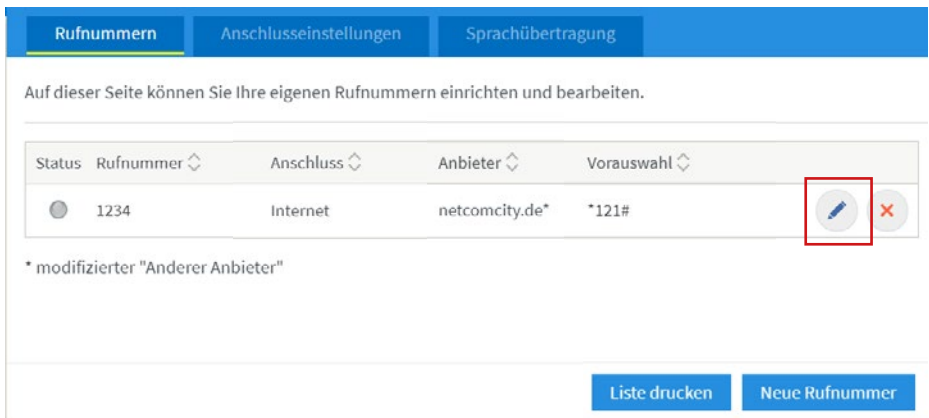 Rufnummern Anschlusseinstellungen Sprachübertragung
Auf dieser Seite können Sie Ihre eigenen Rufnummern einrichten und bearbeiten.
Status Rufnummer Anschluss Anbieter Vorauswahl
1234 Internet netcomcity.de* *121#
* modifizierter "Anderer Anbieter"
Liste drucken Neue Rufnummer